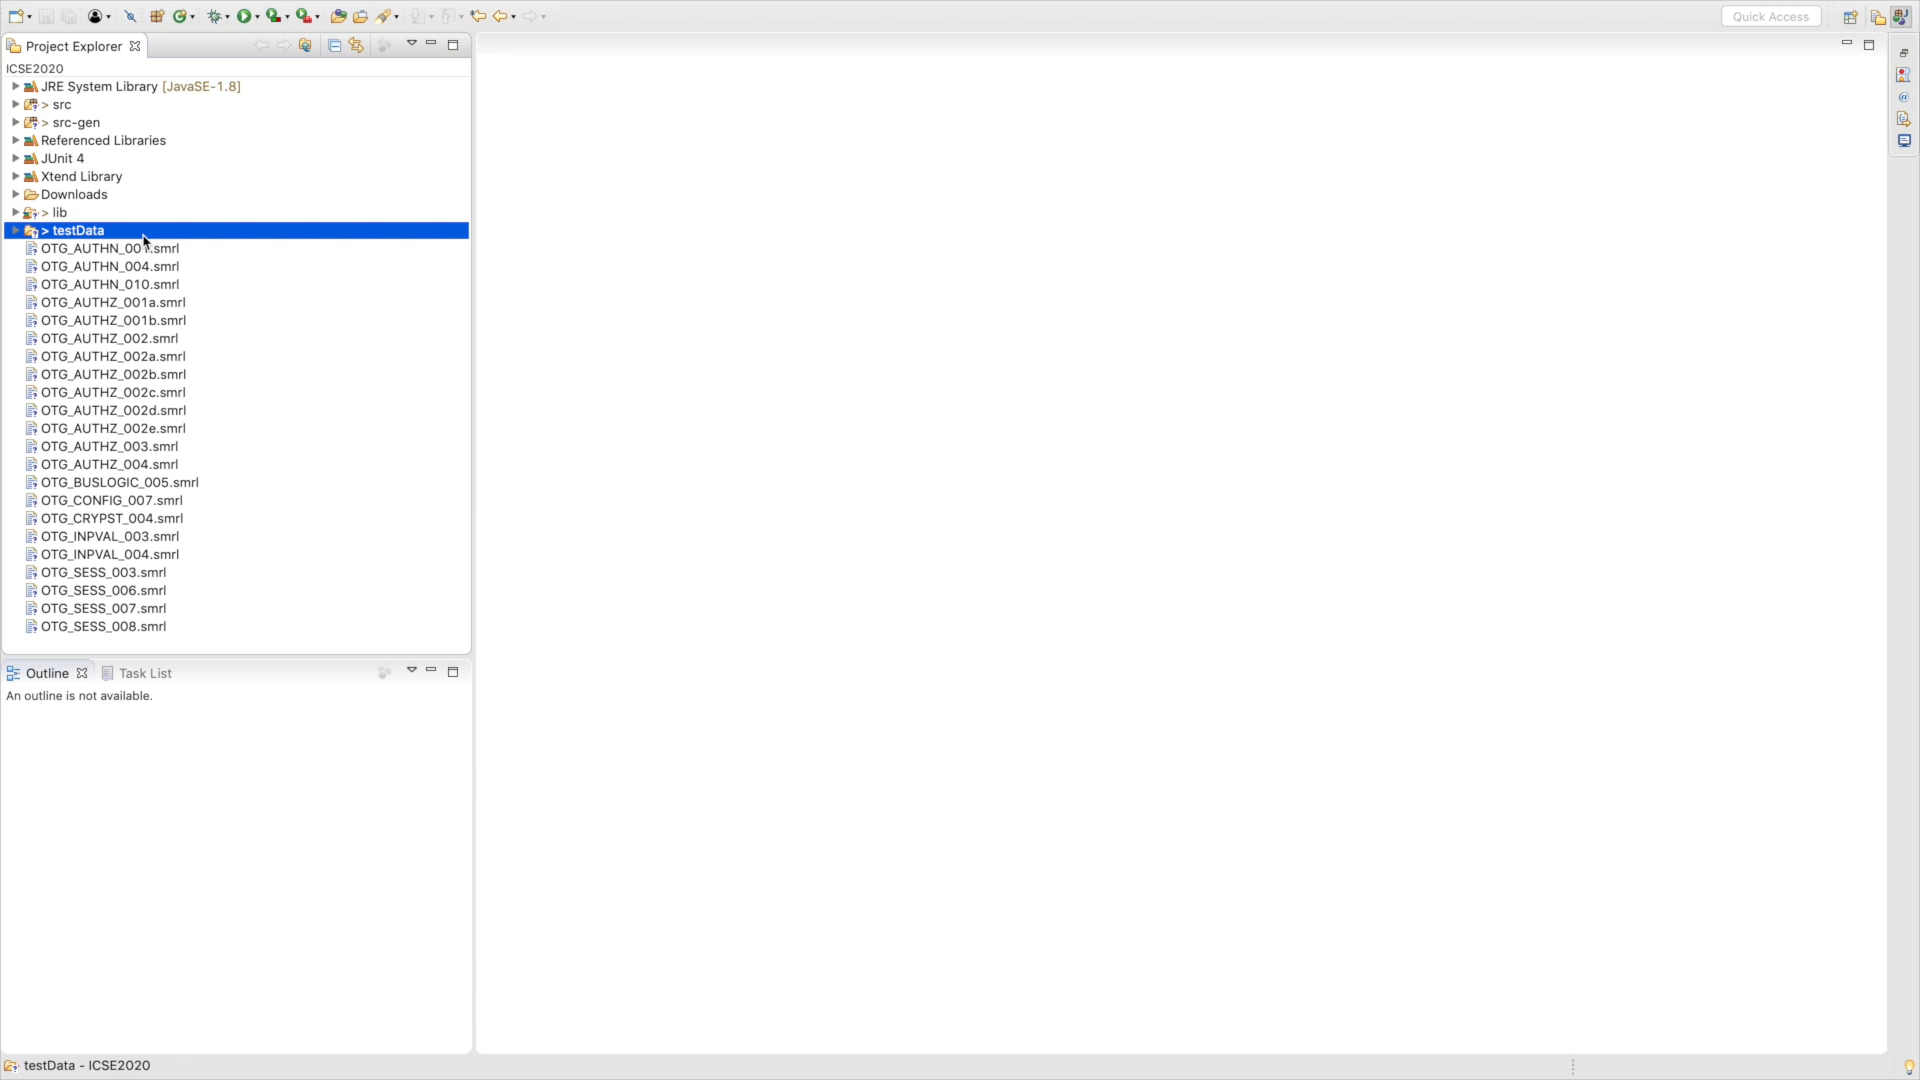 Quick Access
Project Explorer
ICSE2020
JRE System Library [JavaSE-1.8]
> src
> src-gen
Referenced Libraries
JUnit 4
Xtend Library
Downloads
> lib
> testData
OTG_AUTHN_001.smrl
OTG_AUTHN_004.smrl
OTG_AUTHN_010.smrl
OTG_AUTHZ_001a.smrl
OTG_AUTHZ_001b.smrl
OTG_AUTHZ_002.smrl
OTG_AUTHZ_002a.smrl
OTG_AUTHZ_002b.smrl
OTG_AUTHZ_002c.smrl
OTG_AUTHZ_002d.smrl
OTG_AUTHZ_002e.smrl
OTG_AUTHZ_003.smrl
OTG_AUTHZ_004.smrl
OTG_BUSLOGIC_005.smrl
OTG_CONFIG_007.smrl
OTG_CRYPST_004.smrl
OTG_INPVAL_003.smrl
OTG_INPVAL_004.smrl
OTG_SESS_003.smrl
OTG_SESS_006.smrl
OTG_SESS_007.smrl
OTG_SESS_008.smrl
Outline Task List
An outline is not available.
testData - ICSE2020